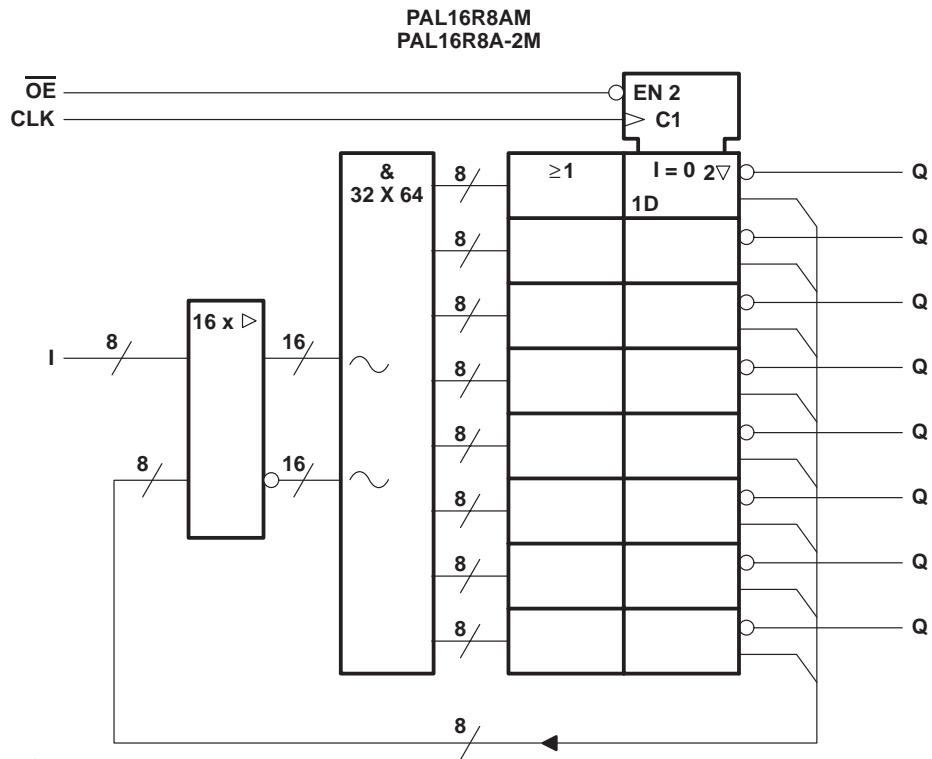 PAL16R8AM
PAL16R8A-2M
OE
EN 2
CLK
C1
&
32 X 64
8
≥1
I = 0
2▽
Q
1D
8
Q
8
Q
16 x ▷
I
8
16
8
Q
8
16
8
Q
8
Q
8
Q
8
Q
8